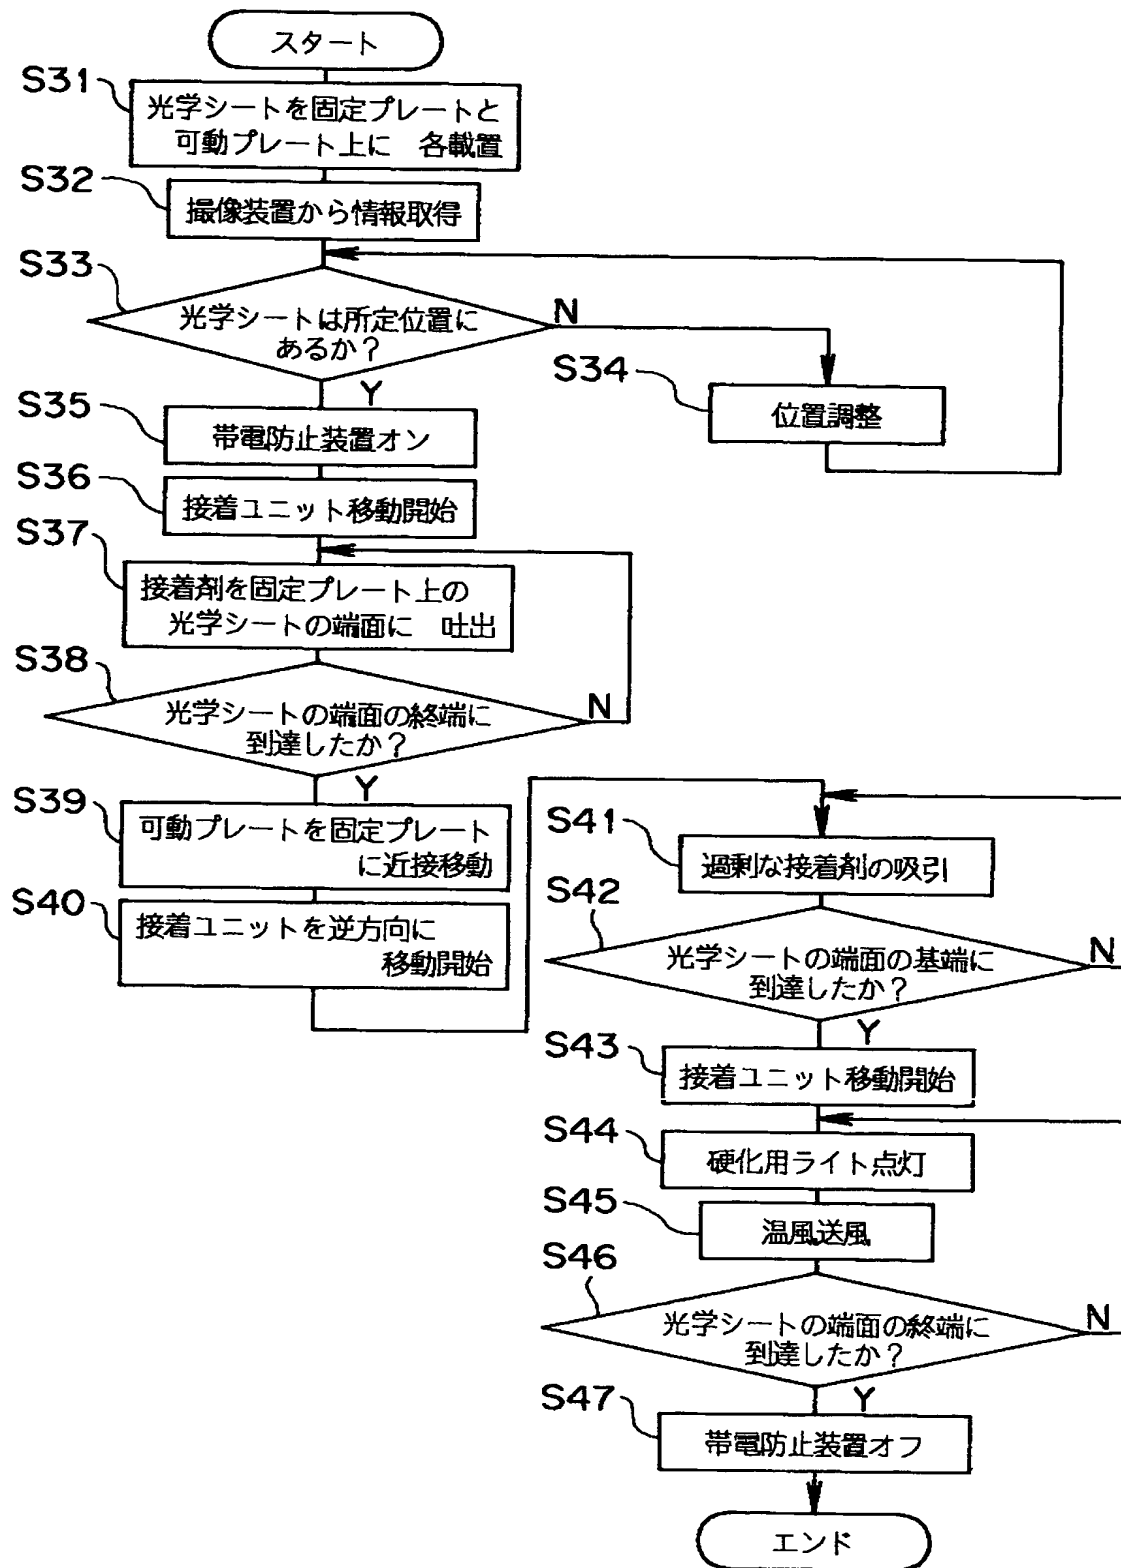 スタート
S31
光学シートを固定プレートと
可動プレート上に 各載置
S32
撮像装置から情報取得
S33
光学シートは所定位置に
あるか?
N
Y
S34
位置調整
S35
帯電防止装置オン
S36
接着ユニット移動開始
S37
接着剤を固定プレート上の
光学シートの端面に 吐出
S38
光学シートの端面の終端に
到達したか?
N
Y
S39
可動プレートを固定プレート
に近接移動
S40
接着ユニットを逆方向に
移動開始
S41
過剰な接着剤の吸引
S42
光学シートの端面の基端に
到達したか?
N
Y
S43
接着ユニット移動開始
S44
硬化用ライト点灯
S45
温風送風
S46
光学シートの端面の終端に
到達したか?
N
Y
S47
帯電防止装置オフ
エンド